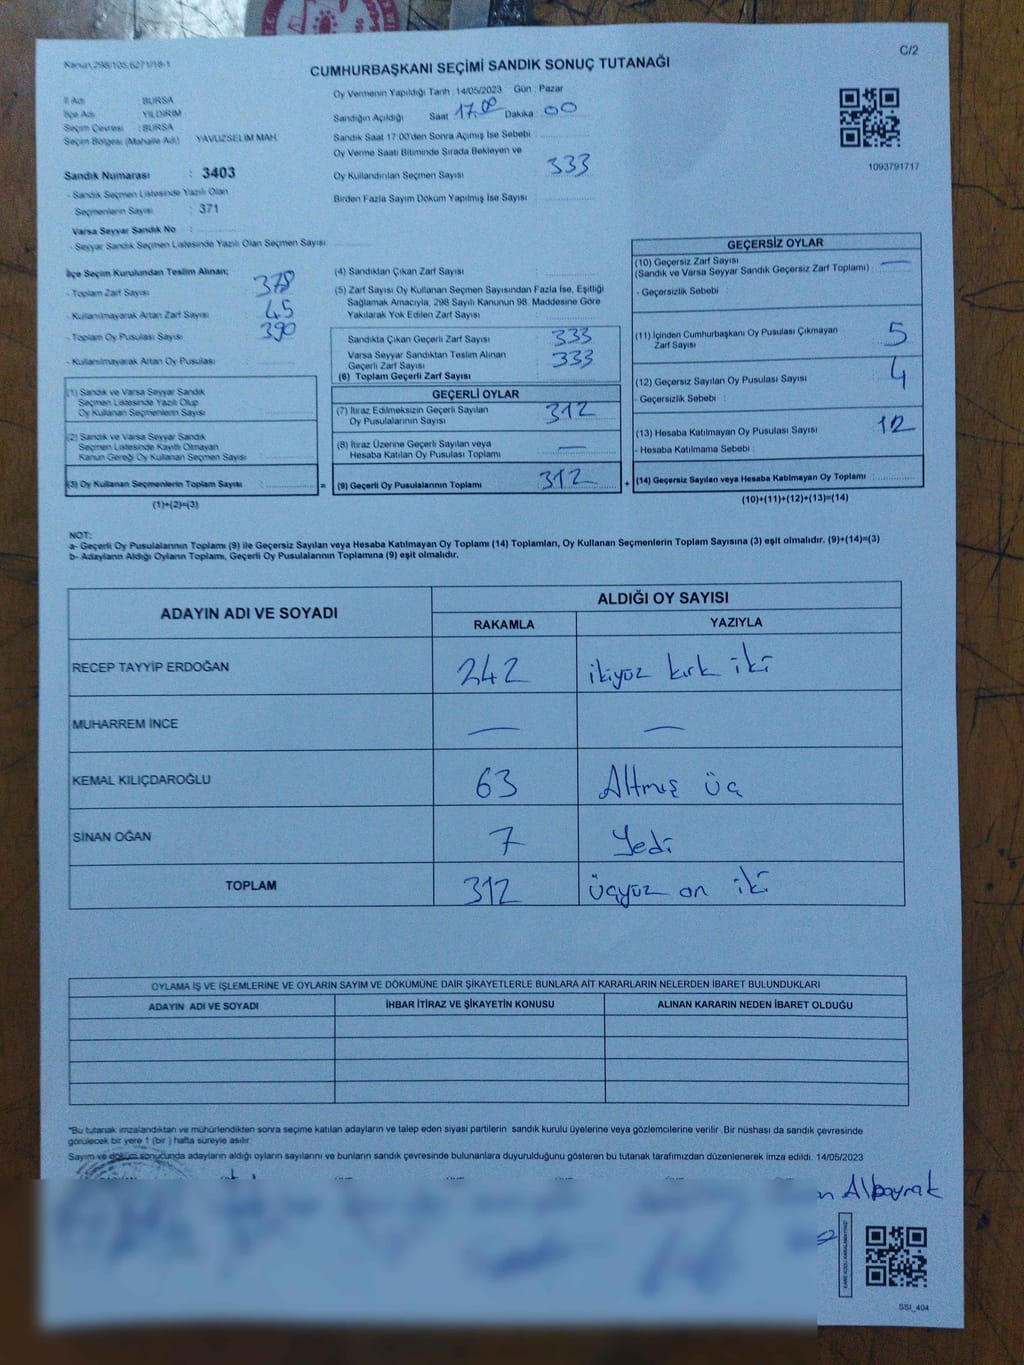 Kanun.298/105,6271/18-1
C/2
CUMHURBAŞKANI SEÇİMİ SANDIK SONUÇ TUTANAĞI
İl Adı : BURSA
İlçe Adı : YILDIRIM
Seçim Çevresi : BURSA
Seçim Bölgesi (Mahalle Adı) : YAVUZSELİM MAH.
Sandık Numarası : 3403
- Sandık Seçmen Listesinde Yazılı Olan
Seçmenlerin Sayısı : 371
Varsa Seyyar Sandık No :
- Seyyar Sandık Seçmen Listesinde Yazılı Olan Seçmen Sayısı
Oy Vermenin Yapıldığı Tarih : 14/05/2023 Gün : Pazar
Sandığın Açıldığı Saat 17.00 Dakika 00
Sandık Saat 17:00'den Sonra Açılmış İse Sebebi
Oy Verme Saati Bitiminde Sırada Bekleyen ve
Oy Kullandırılan Seçmen Sayısı 333
Birden Fazla Sayım Döküm Yapılmış İse Sayısı
1093791717
İlçe Seçim Kurulundan Teslim Alınan;
- Toplam Zarf Sayısı 378
- Kullanılmayarak Artan Zarf Sayısı 45
- Toplam Oy Pusulası Sayısı 390
- Kullanılmayarak Artan Oy Pusulası
(1) Sandık ve Varsa Seyyar Sandık
Seçmen Listesinde Yazılı Olup
Oy Kullanan Seçmenlerin Sayısı
(2) Sandık ve Varsa Seyyar Sandık
Seçmen Listesinde Kayıtlı Olmayan
Kanun Gereği Oy Kullanan Seçmen Sayısı
(3) Oy Kullanan Seçmenlerin Toplam Sayısı =
(1)+(2)=(3)
(4) Sandıktan Çıkan Zarf Sayısı
(5) Zarf Sayısı Oy Kullanan Seçmen Sayısından Fazla İse, Eşitliği
Sağlamak Amacıyla, 298 Sayılı Kanunun 98. Maddesine Göre
Yakılarak Yok Edilen Zarf Sayısı
Sandıkta Çıkan Geçerli Zarf Sayısı 333
Varsa Seyyar Sandıktan Teslim Alınan
Geçerli Zarf Sayısı 333
(6) Toplam Geçerli Zarf Sayısı
GEÇERLİ OYLAR
(7) İtiraz Edilmeksizin Geçerli Sayılan
Oy Pusulalarının Sayısı 312
(8) İtiraz Üzerine Geçerli Sayılan veya
Hesaba Katılan Oy Pusulası Toplamı —
(9) Geçerli Oy Pusulalarının Toplamı 312 +
GEÇERSİZ OYLAR
(10) Geçersiz Zarf Sayısı —
(Sandık ve Varsa Seyyar Sandık Geçersiz Zarf Toplamı)
- Geçersizlik Sebebi :
(11) İçinden Cumhurbaşkanı Oy Pusulası Çıkmayan
Zarf Sayısı 5
(12) Geçersiz Sayılan Oy Pusulası Sayısı 4
- Geçersizlik Sebebi :
(13) Hesaba Katılmayan Oy Pusulası Sayısı 12
- Hesaba Katılmama Sebebi :
(14) Geçersiz Sayılan veya Hesaba Katılmayan Oy Toplamı
(10)+(11)+(12)+(13)=(14)
NOT:
a- Geçerli Oy Pusulalarının Toplamı (9) ile Geçersiz Sayılan veya Hesaba Katılmayan Oy Toplamı (14) Toplamları, Oy Kullanan Seçmenlerin Toplam Sayısına (3) eşit olmalıdır. (9)+(14)=(3)
b- Adayların Aldığı Oyların Toplamı, Geçerli Oy Pusulalarının Toplamına (9) eşit olmalıdır.
ADAYIN ADI VE SOYADI
ALDIĞI OY SAYISI
RAKAMLA YAZIYLA
RECEP TAYYİP ERDOĞAN 242 ikiyüz kırk iki
MUHARREM İNCE — —
KEMAL KILIÇDAROĞLU 63 Altmış üç
SİNAN OĞAN 7 Yedi
TOPLAM 312 üçyüz on iki
OYLAMA İŞ VE İŞLEMLERİNE VE OYLARIN SAYIM VE DÖKÜMÜNE DAİR ŞİKAYETLERLE BUNLARA AİT KARARLARIN NELERDEN İBARET BULUNDUKLARI
ADAYIN ADI VE SOYADI İHBAR İTİRAZ VE ŞİKAYETİN KONUSU ALINAN KARARIN NEDEN İBARET OLDUĞU
*Bu tutanak imzalandıktan ve mühürlendikten sonra seçime katılan adayların ve talep eden siyasi partilerin sandık kurulu üyelerine veya gözlemcilerine verilir .Bir nüshası da sandık çevresinde
görülecek bir yere 1 (bir ) hafta süreyle asılır.
Sayım ve döküm sonucunda adayların aldığı oyların sayılarını ve bunların sandık çevresinde bulunanlara duyurulduğunu gösteren bu tutanak tarafımızdan düzenlenerek imza edildi. 14/05/2023
Albayrak
SSİ_404